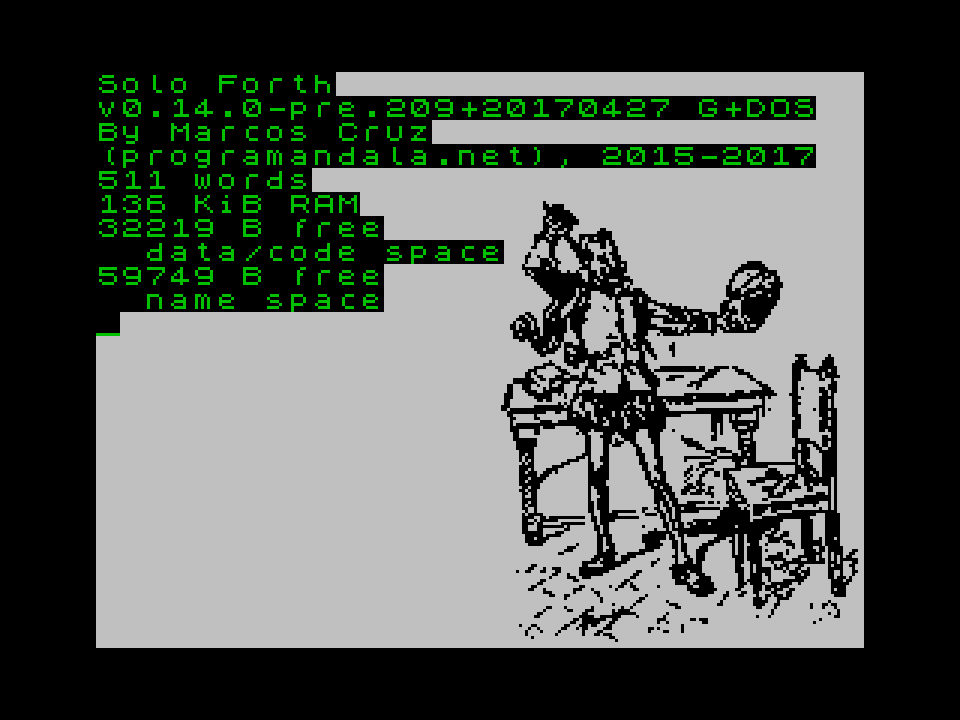 Solo Forth
v0.14.0-pre.209+20170427 G+DOS
By Marcos Cruz
(programandala.net), 2015-2017
511 words
136 KiB RAM
32219 B free
data/code space
59749 B free
name space